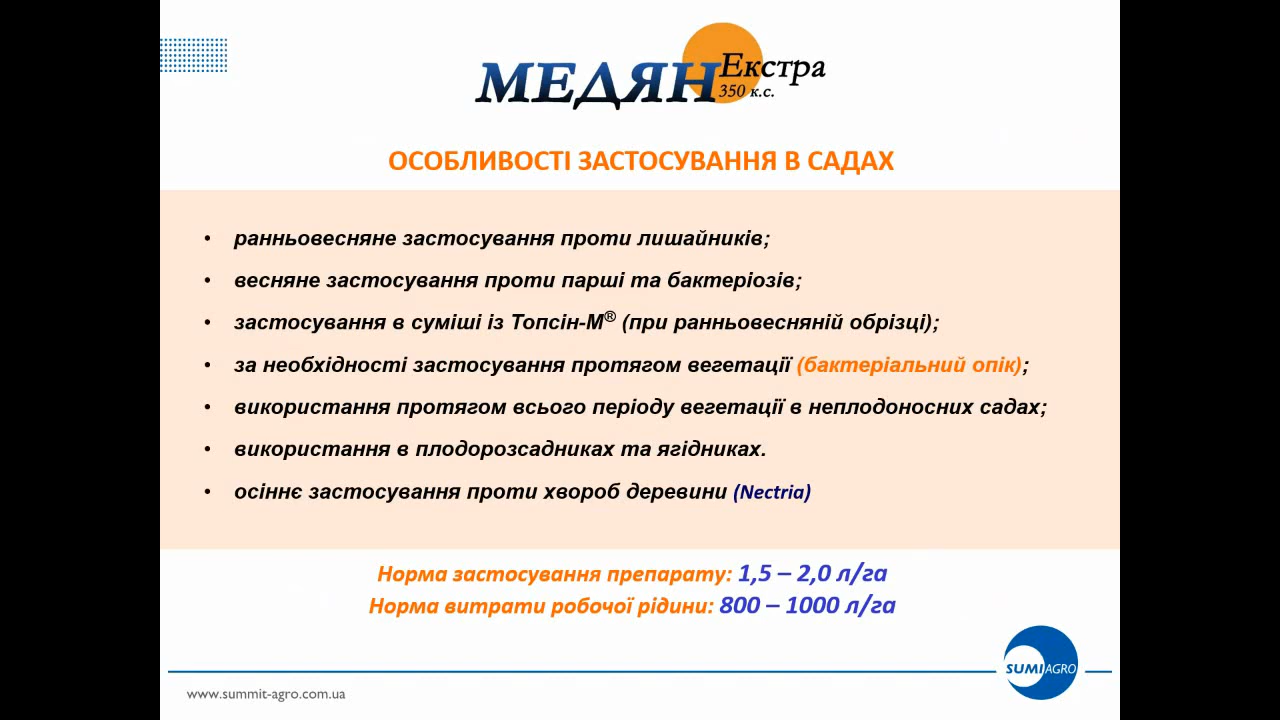 МЕДЯН Екстра
350 к.с.
ОСОБЛИВОСТІ ЗАСТОСУВАННЯ В САДАХ
• ранньовесняне застосування проти лишайників;
• весняне застосування проти парші та бактеріозів;
• застосування в суміші із Топсін-М® (при ранньовесняній обрізці);
• за необхідності застосування протягом вегетації (бактеріальний опік);
• використання протягом всього періоду вегетації в неплодоносних садах;
• використання в плодорозсадниках та ягідниках.
• осіннє застосування проти хвороб деревини (Nectria)
Норма застосування препарату: 1,5 – 2,0 л/га
Норма витрати робочої рідини: 800 – 1000 л/га
SUMI AGRO
www.summit-agro.com.ua